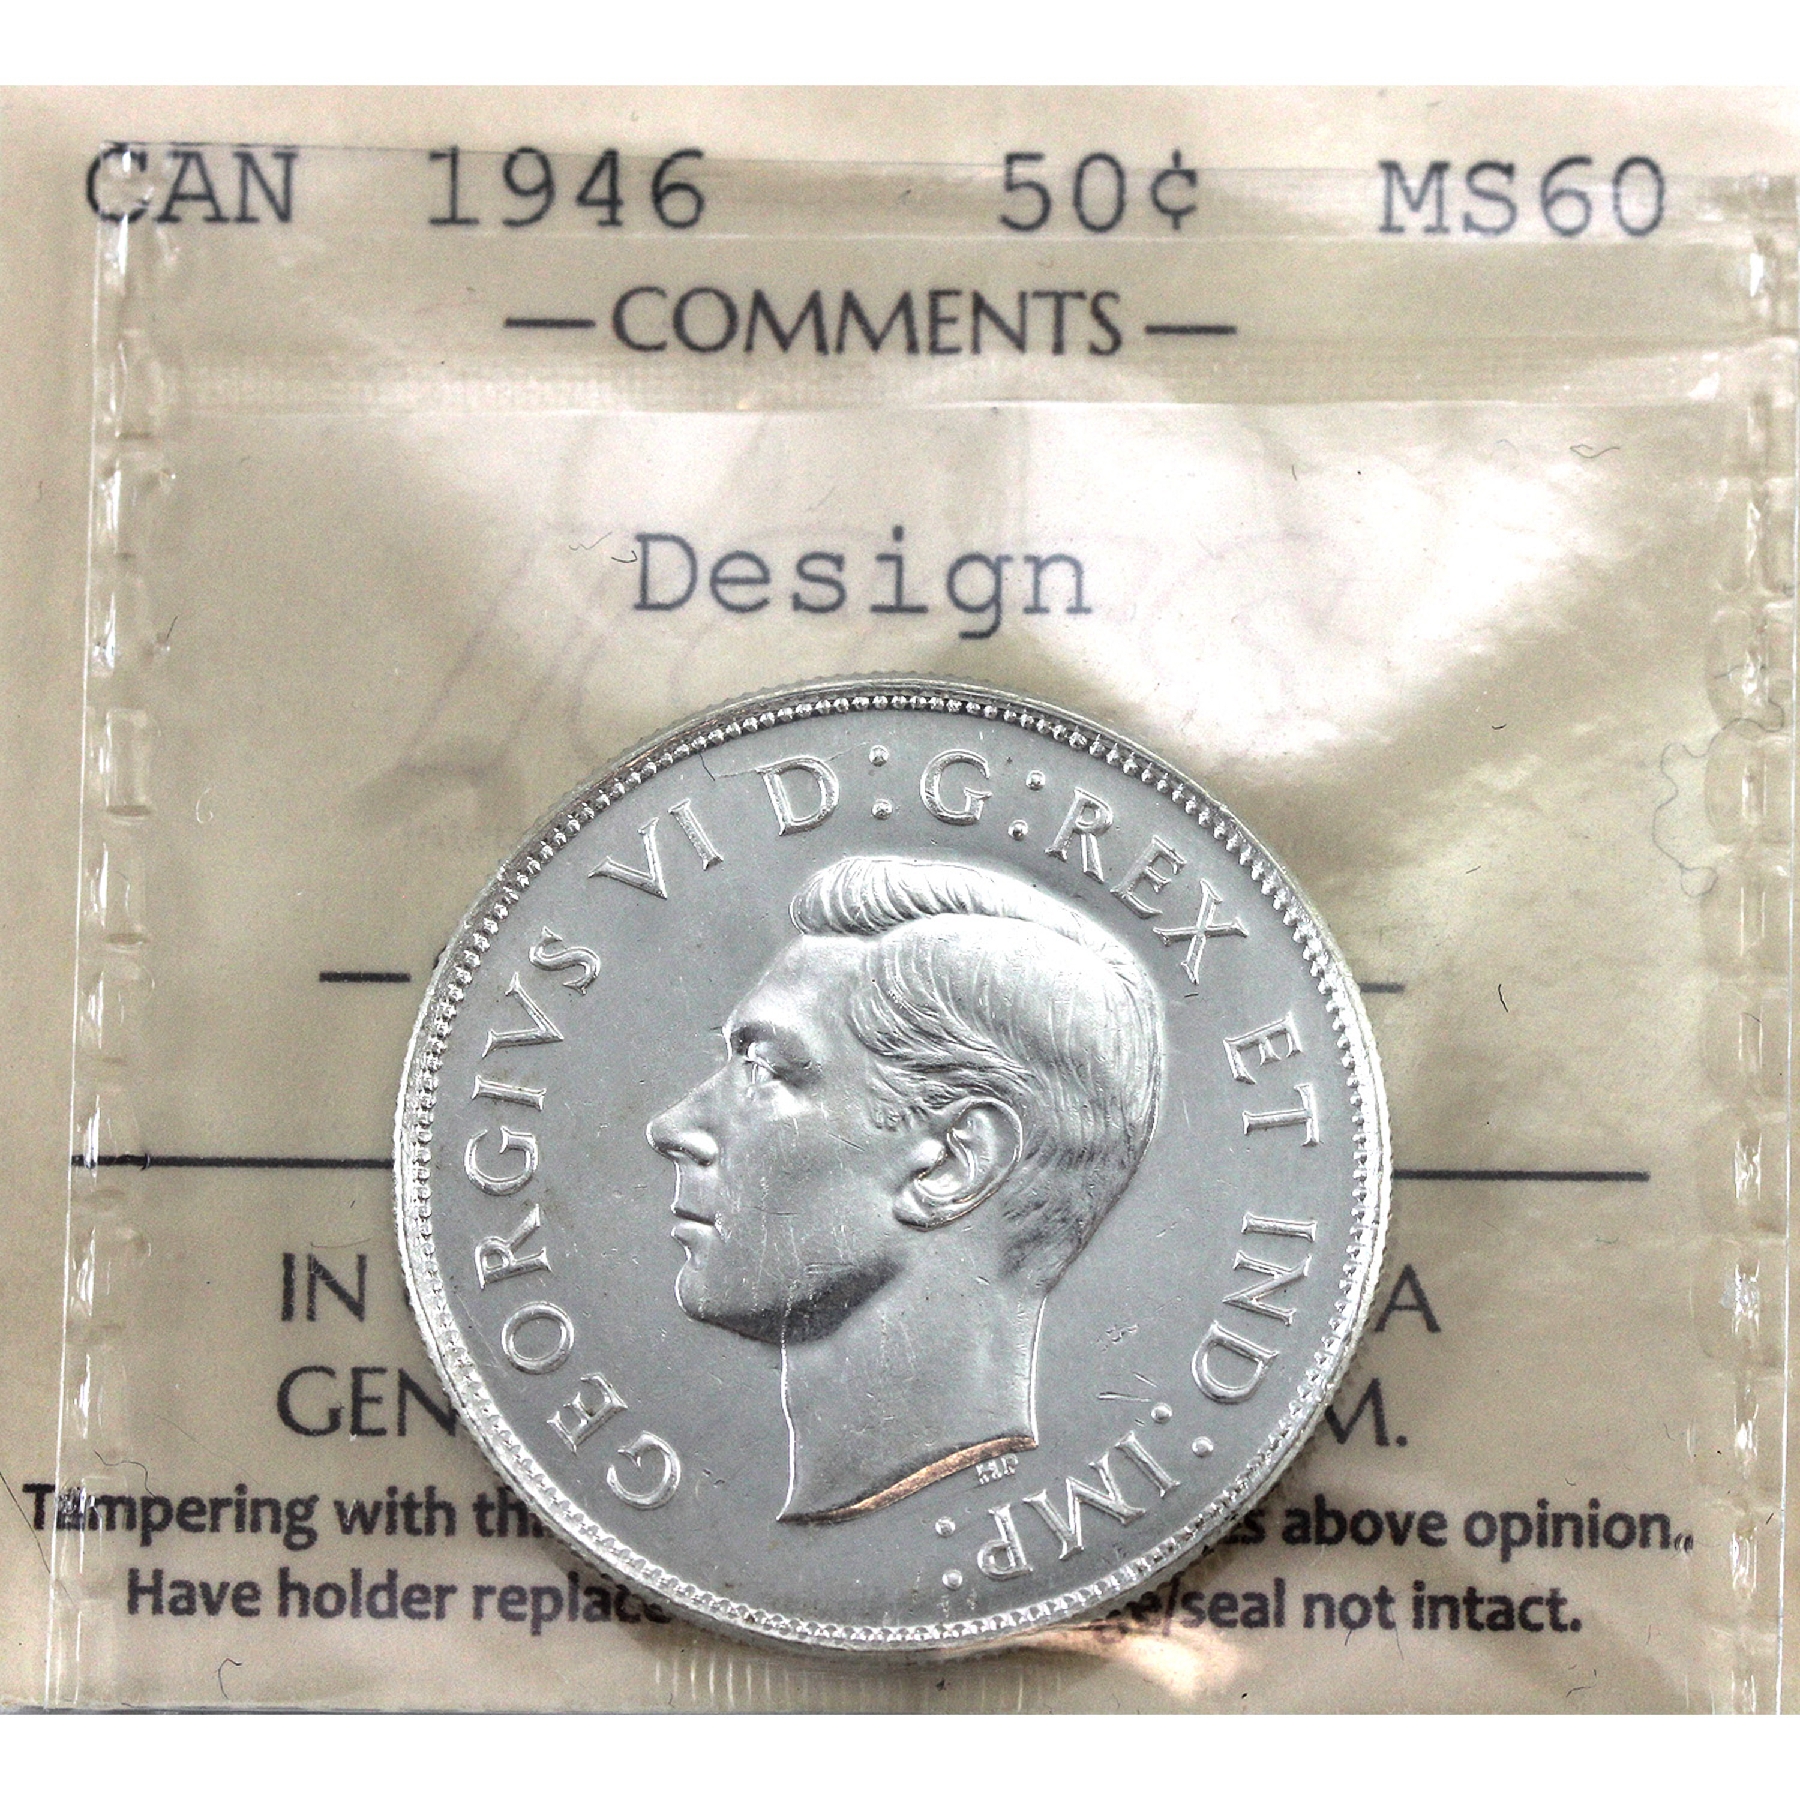 CAN 1946 50¢ MS60
— COMMENTS —
Design
GEORGIVS VI D:G:REX ET IND:IMP:
HP
IN A
GEN M.
Tampering with th s above opinion.
Have holder replace e/seal not intact.